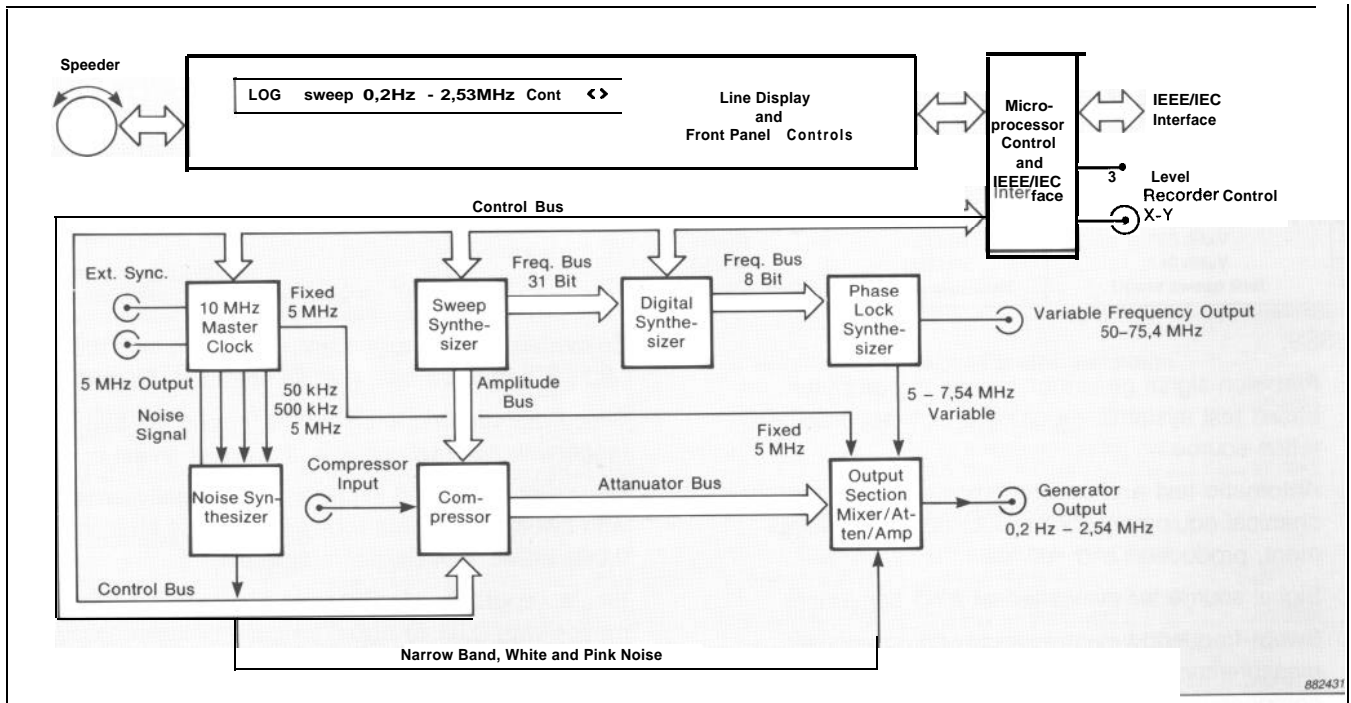 Speeder
LOG sweep 0,2Hz - 2,53MHz Cont <>
Line Display
and
Front Panel Controls
Micro-
processor
Control
and
IEEE/IEC
Interface
IEEE/IEC
Interface
3
Level
Recorder Control
X-Y
Control Bus
Ext. Sync.
10 MHz
Master
Clock
Fixed
5 MHz
Sweep
Synthe-
sizer
Freq. Bus
31 Bit
Digital
Synthe-
sizer
Freq. Bus
8 Bit
Phase
Lock
Synthe-
sizer
Variable Frequency Output
50–75,4 MHz
5 MHz Output
Noise
Signal
50 kHz
500 kHz
5 MHz
Amplitude
Bus
5 – 7,54 MHz
Variable
Fixed
5 MHz
Noise Syn-
thesizer
Compressor
Input
Com-
pressor
Attanuator Bus
Output
Section
Mixer/At-
ten/Amp
Generator
Output
0,2 Hz – 2,54 MHz
Control Bus
Narrow Band, White and Pink Noise
882431